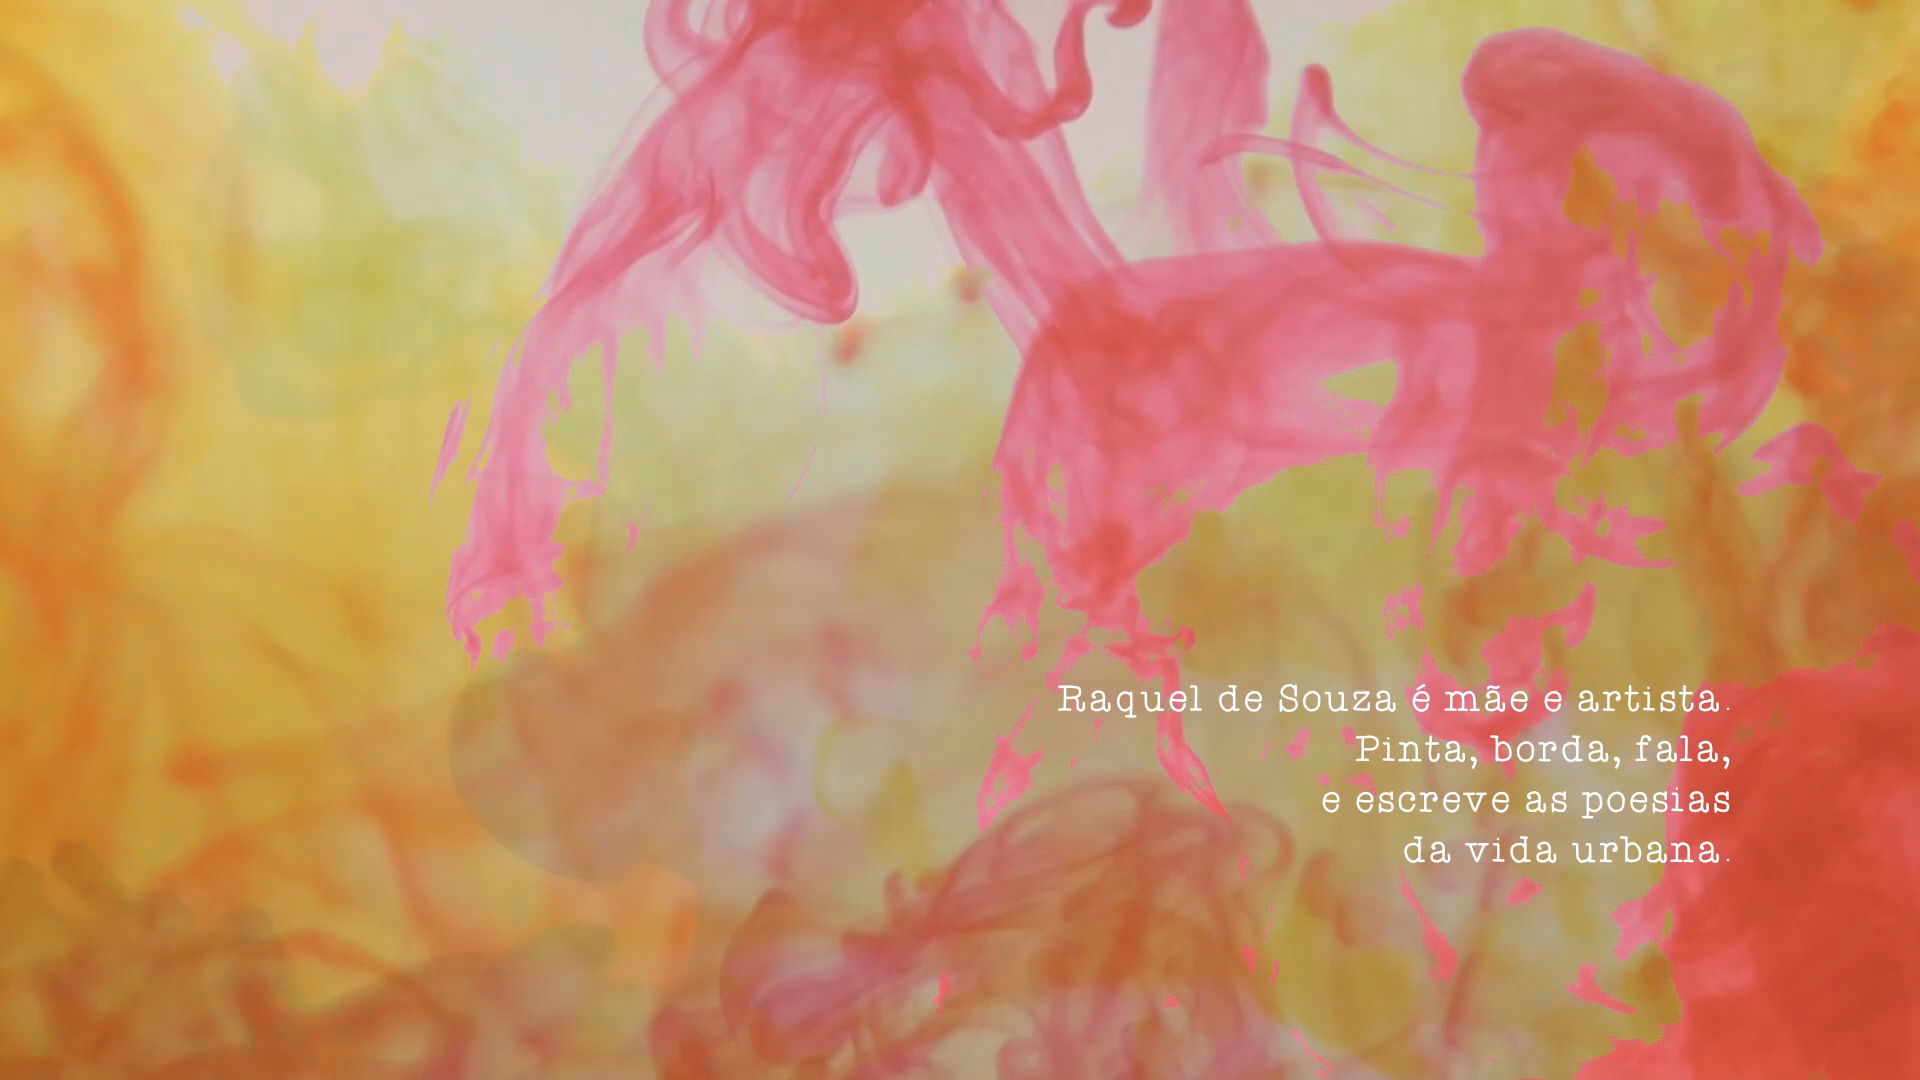 Raquel de Souza é mãe e artista.
Pinta, borda, fala,
e escreve as poesias
da vida urbana.